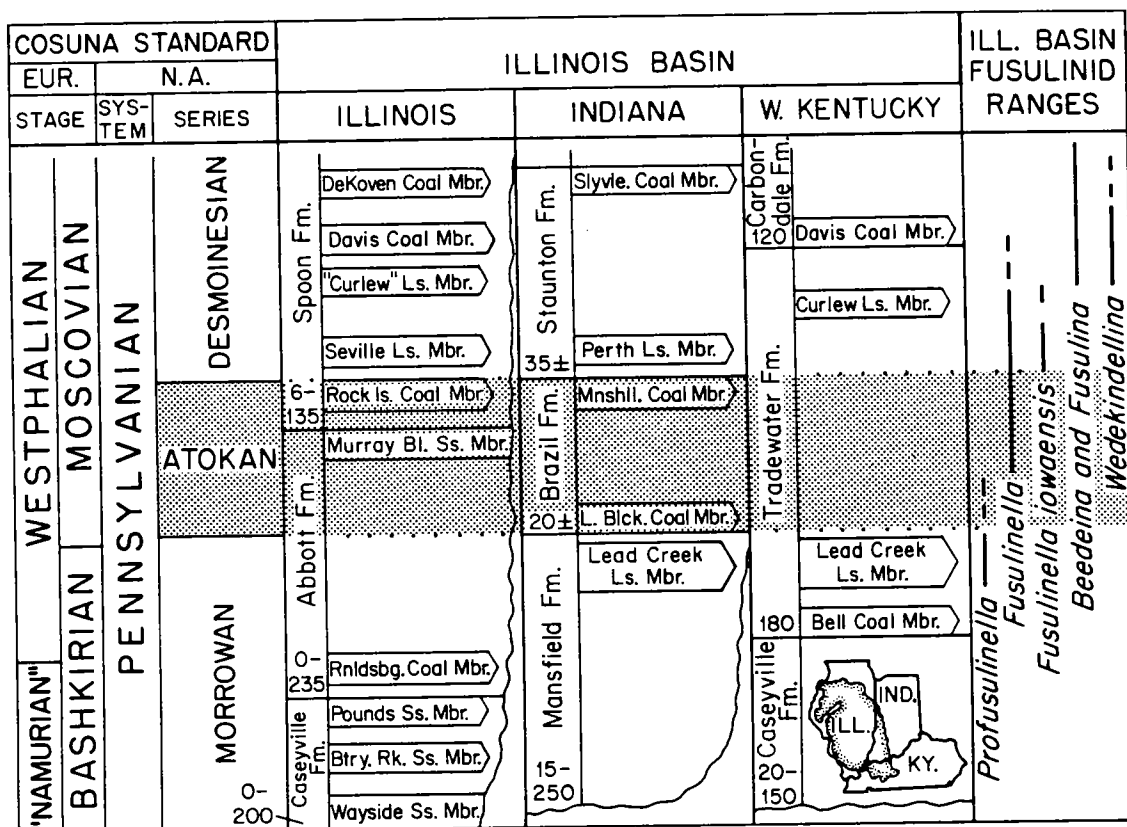 COSUNA STANDARD
EUR.
N.A.
STAGE
SYS-
TEM
SERIES
ILLINOIS BASIN
ILLINOIS
INDIANA
W. KENTUCKY
ILL. BASIN
FUSULINID
RANGES
WESTPHALIAN
"NAMURIAN"
MOSCOVIAN
BASHKIRIAN
PENNSYLVANIAN
DESMOINESIAN
ATOKAN
MORROWAN
Spoon Fm.
6-
135
Abbott Fm.
0-
235
Caseyville
Fm.
0-
200
DeKoven Coal Mbr.
Davis Coal Mbr.
"Curlew" Ls. Mbr.
Seville Ls. Mbr.
Rock Is. Coal Mbr.
Murray Bl. Ss. Mbr.
Rnldsbg. Coal Mbr.
Pounds Ss. Mbr.
Btry. Rk. Ss. Mbr.
Wayside Ss. Mbr.
Staunton Fm.
35±
Brazil Fm.
20±
Mansfield Fm.
15-
250
Slyvle. Coal Mbr.
Perth Ls. Mbr.
Mnshll. Coal Mbr.
L. Blck. Coal Mbr.
Lead Creek
Ls. Mbr.
Carbon-
dale Fm.
120
Tradewater Fm.
180
Caseyville
Fm.
20-
150
Davis Coal Mbr.
Curlew Ls. Mbr.
Lead Creek
Ls. Mbr.
Bell Coal Mbr.
IND.
ILL.
KY.
Profusulinella
Fusulinella
Fusulinella iowaensis
Beedeina and Fusulina
Wedekindellina